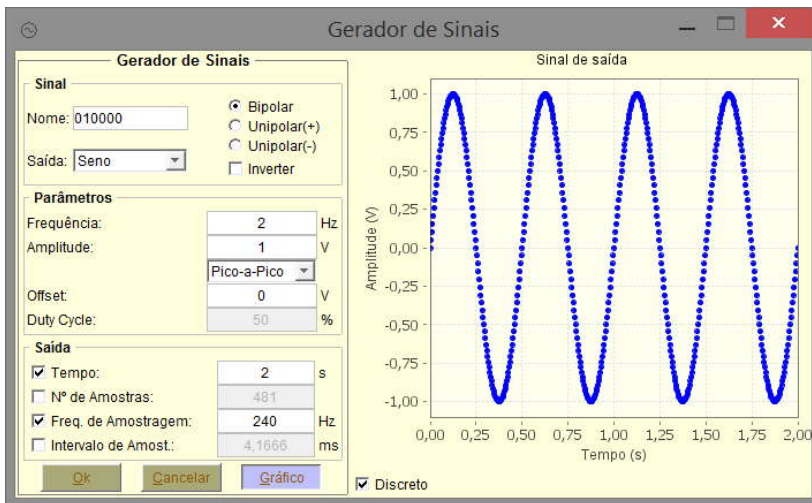 Gerador de Sinais
Gerador de Sinais
Sinal
Nome: 010000
Bipolar
Unipolar(+)
Unipolar(-)
Saída: Seno
Inverter
Parâmetros
Frequência: 2 Hz
Amplitude: 1 V
Pico-a-Pico
Offset: 0 V
Duty Cycle: 50 %
Saída
Tempo: 2 s
Nº de Amostras: 481
Freq. de Amostragem: 240 Hz
Intervalo de Amost.: 4,1666 ms
Ok Cancelar Gráfico
Sinal de saída
Amplitude (V)
1,00
0,75
0,50
0,25
0,00
-0,25
-0,50
-0,75
-1,00
0,00 0,25 0,50 0,75 1,00 1,25 1,50 1,75 2,00
Tempo (s)
Discreto